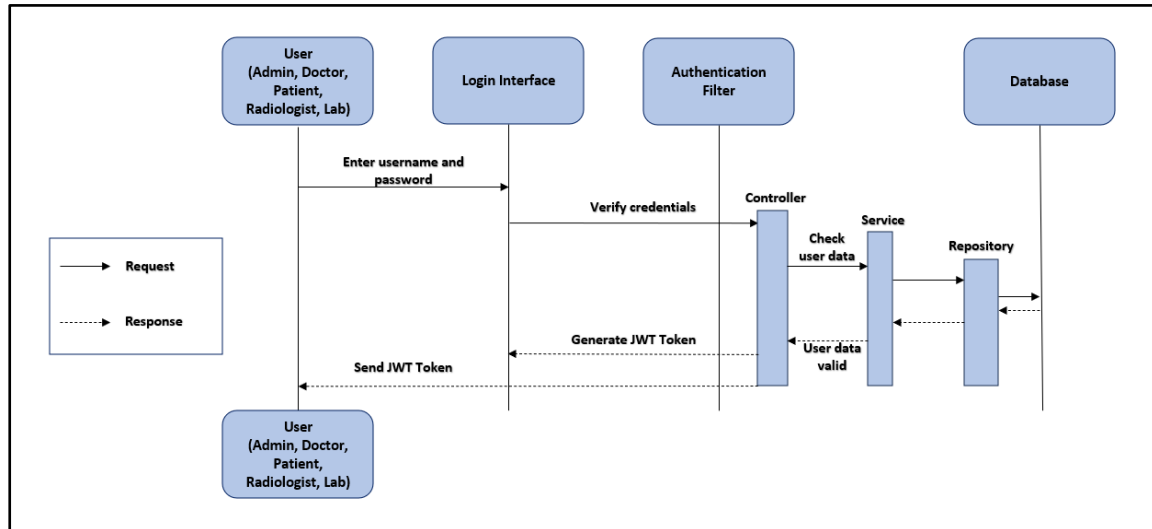 User
(Admin, Doctor,
Patient,
Radiologist, Lab)
Login Interface
Authentication
Filter
Database
Enter username and
password
Verify credentials
Controller
Service
Repository
Check
user data
Request
Response
Generate JWT Token
User data
valid
Send JWT Token
User
(Admin, Doctor,
Patient,
Radiologist, Lab)